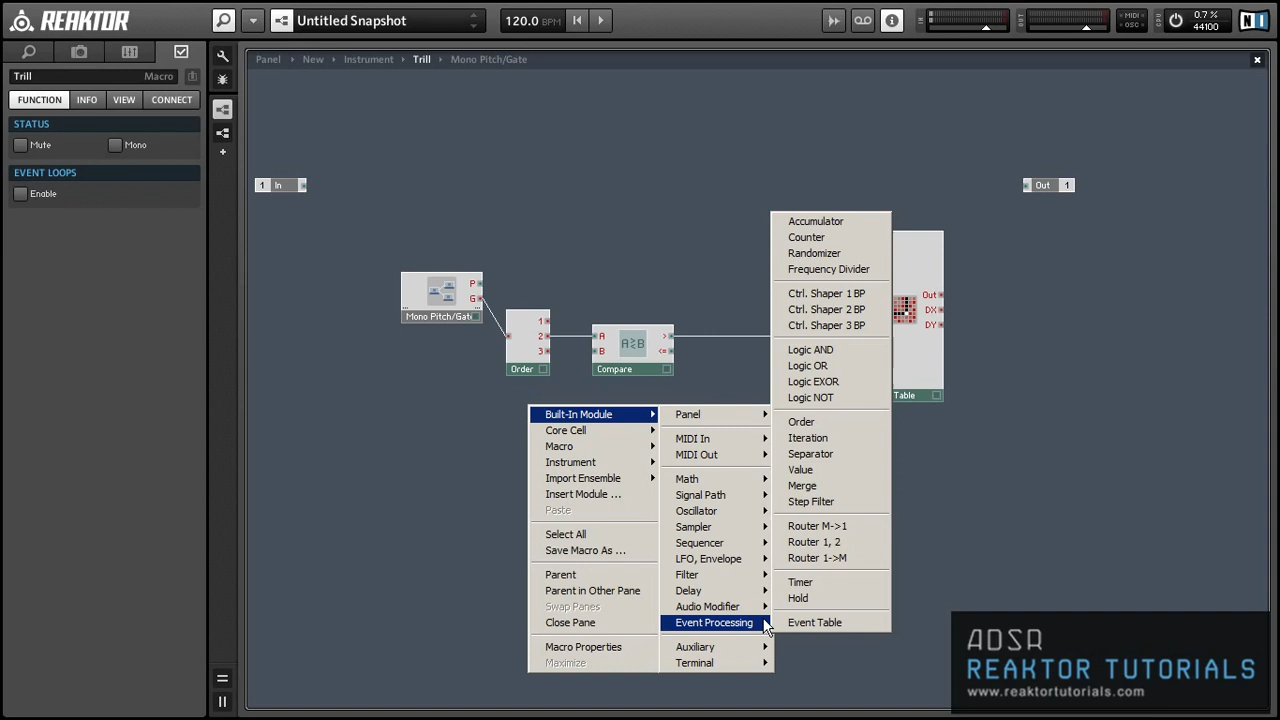 REAKTOR
Untitled Snapshot
120.0 BPM
IN
OUT
MIDI
OSC
CPU
0.7 %
44100
NI
Panel
New
Instrument
Trill
Mono Pitch/Gate
Trill
Macro
FUNCTION
INFO
VIEW
CONNECT
STATUS
Mute
Mono
EVENT LOOPS
Enable
1 In
Out 1
P
G
Mono Pitch/Gate
1
2
3
Order
A
B
A≷B
>
<=
Compare
Out
DX
DY
Table
Built-In Module
Core Cell
Macro
Instrument
Import Ensemble
Insert Module ...
Paste
Select All
Save Macro As ...
Parent
Parent in Other Pane
Swap Panes
Close Pane
Macro Properties
Maximize
Panel
MIDI In
MIDI Out
Math
Signal Path
Oscillator
Sampler
Sequencer
LFO, Envelope
Filter
Delay
Audio Modifier
Event Processing
Auxiliary
Terminal
Accumulator
Counter
Randomizer
Frequency Divider
Ctrl. Shaper 1 BP
Ctrl. Shaper 2 BP
Ctrl. Shaper 3 BP
Logic AND
Logic OR
Logic EXOR
Logic NOT
Order
Iteration
Separator
Value
Merge
Step Filter
Router M->1
Router 1, 2
Router 1->M
Timer
Hold
Event Table
ADSR
REAKTOR TUTORIALS
www.reaktortutorials.com